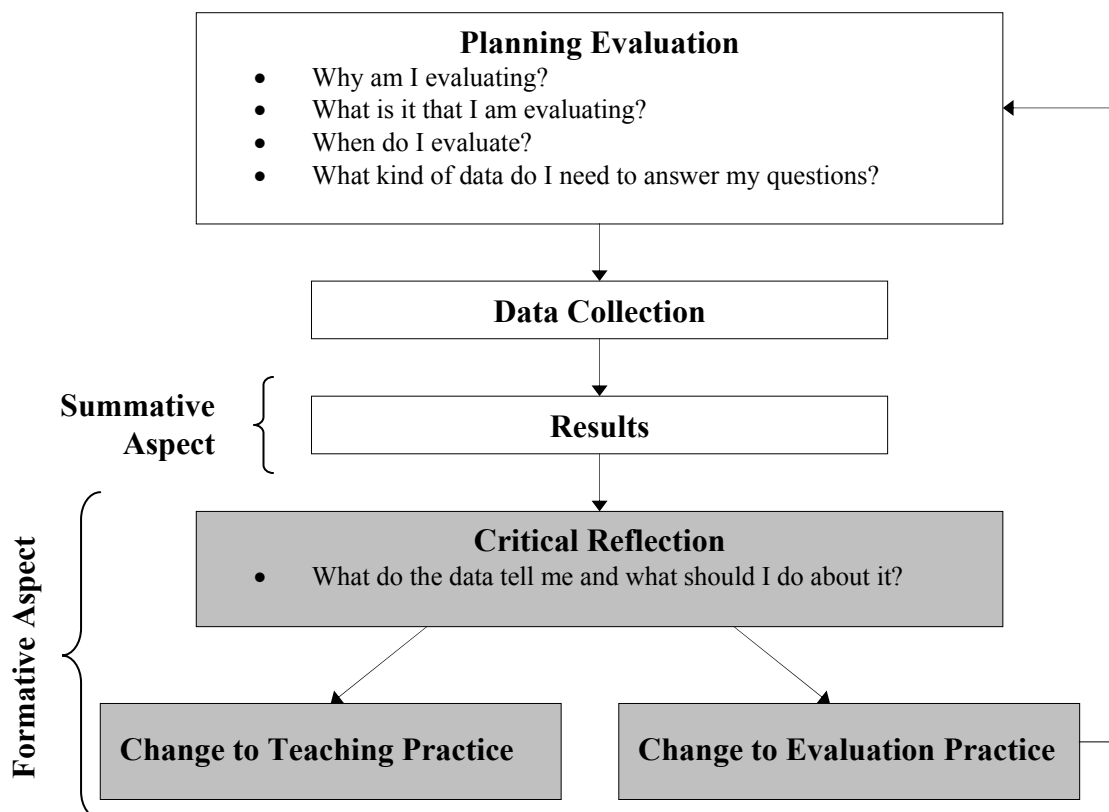 Planning Evaluation
• Why am I evaluating?
• What is it that I am evaluating?
• When do I evaluate?
• What kind of data do I need to answer my questions?
Data Collection
Summative
Aspect
Results
Formative Aspect
Critical Reflection
• What do the data tell me and what should I do about it?
Change to Teaching Practice
Change to Evaluation Practice